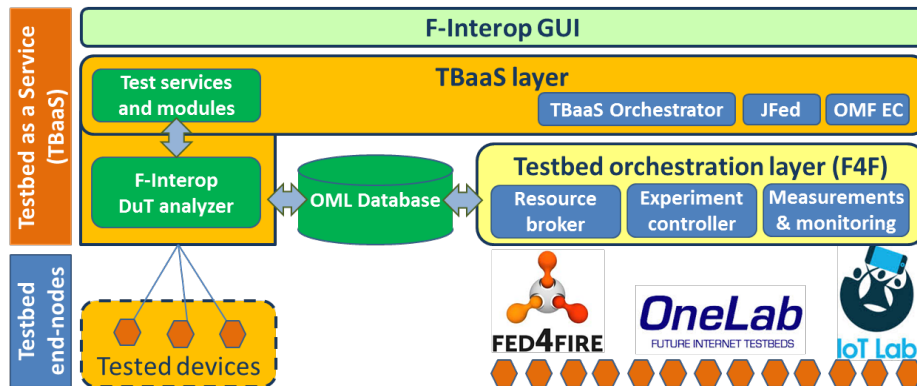 F-Interop GUI
Testbed as a Service
(TBaaS)
TBaaS layer
Test services
and modules
TBaaS Orchestrator
JFed
OMF EC
F-Interop
DuT analyzer
OML Database
Testbed orchestration layer (F4F)
Resource
broker
Experiment
controller
Measurements
& monitoring
Testbed
end-nodes
Tested devices
FED4FIRE
OneLab
FUTURE INTERNET TESTBEDS
IoT Lab